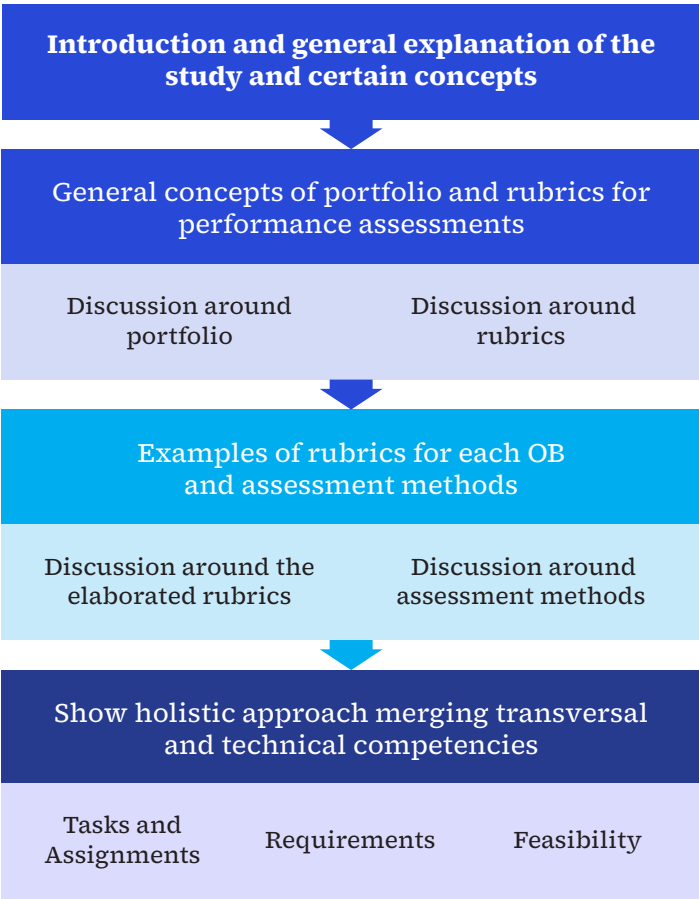 Introduction and general explanation of the
study and certain concepts
General concepts of portfolio and rubrics for
performance assessments
Discussion around
portfolio
Discussion around
rubrics
Examples of rubrics for each OB
and assessment methods
Discussion around the
elaborated rubrics
Discussion around
assessment methods
Show holistic approach merging transversal
and technical competencies
Tasks and
Assignments
Requirements
Feasibility